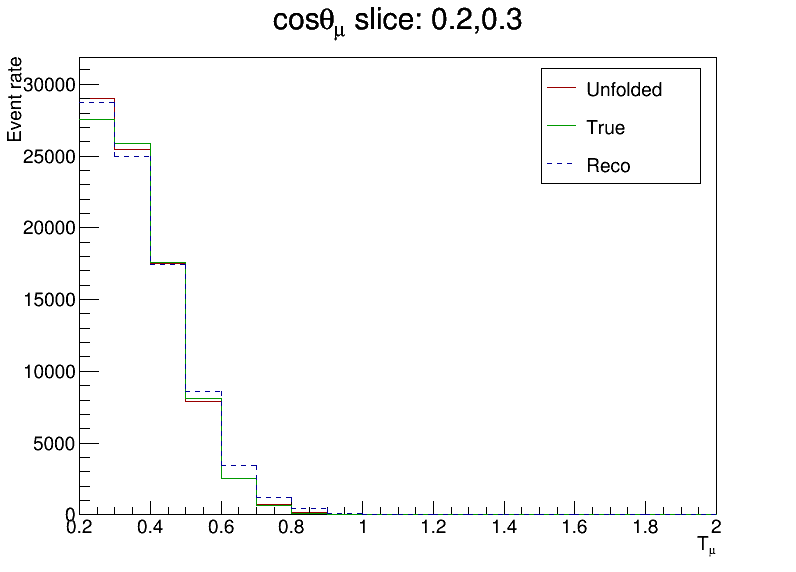 cosθμ slice: 0.2,0.3
Event rate
30000
25000
20000
15000
10000
5000
0
Unfolded
True
Reco
0.2 0.4 0.6 0.8 1 1.2 1.4 1.6 1.8 2
Tμ